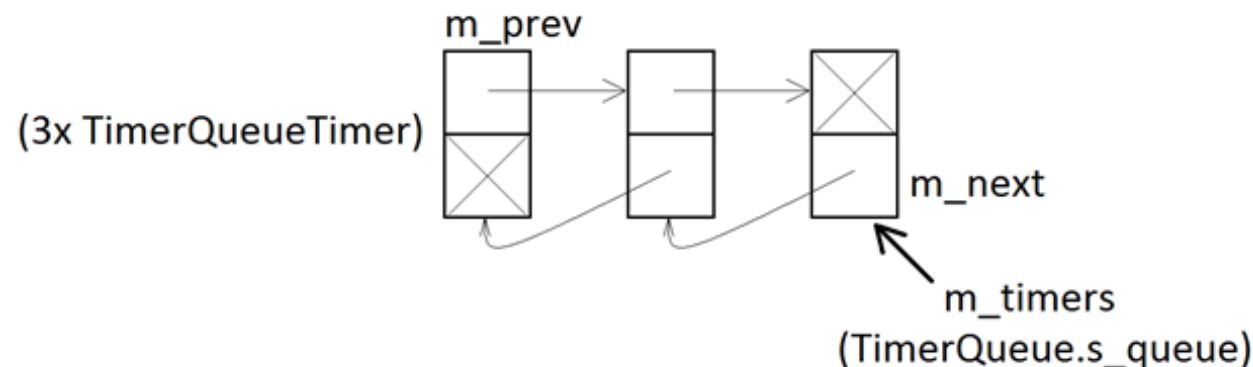 m_prev
(3x TimerQueueTimer)
m_next
m_timers
(TimerQueue.s_queue)